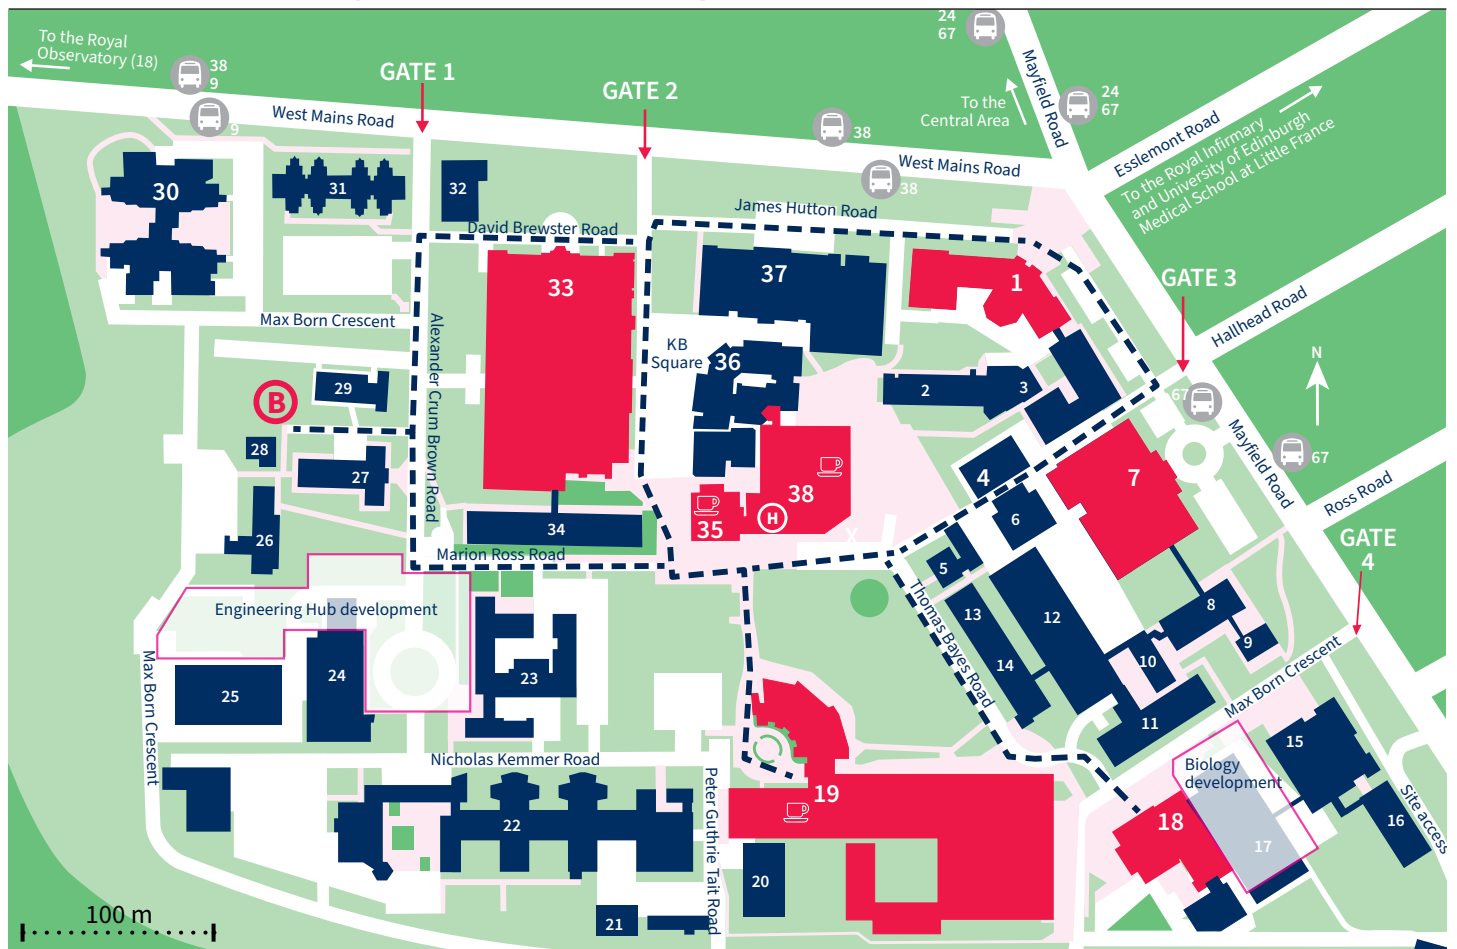 24
67
To the Royal
Observatory (18)
38
9
9
GATE 1
GATE 2
West Mains Road
38
38
West Mains Road
Mayfield Road
24
67
To the
Central Area
Esslemont Road
To the Royal Infirmary
and University of Edinburgh
Medical School at Little France
30
31
32
David Brewster Road
James Hutton Road
33
37
1
GATE 3
Hallhead Road
N
Max Born Crescent
Alexander Crum Brown Road
KB
Square
36
2
3
29
B
28
27
26
67
Mayfield Road
67
Ross Road
GATE
4
4
7
6
5
35
38
H
X
34
Marion Ross Road
Engineering Hub development
Thomas Bayes Road
13
12
14
8
9
10
11
Max Born Crescent
Max Born Crescent
25
24
23
Nicholas Kemmer Road
Peter Guthrie Tait Road
22
19
20
21
15
Biology
development
16
17
18
Site access
100 m